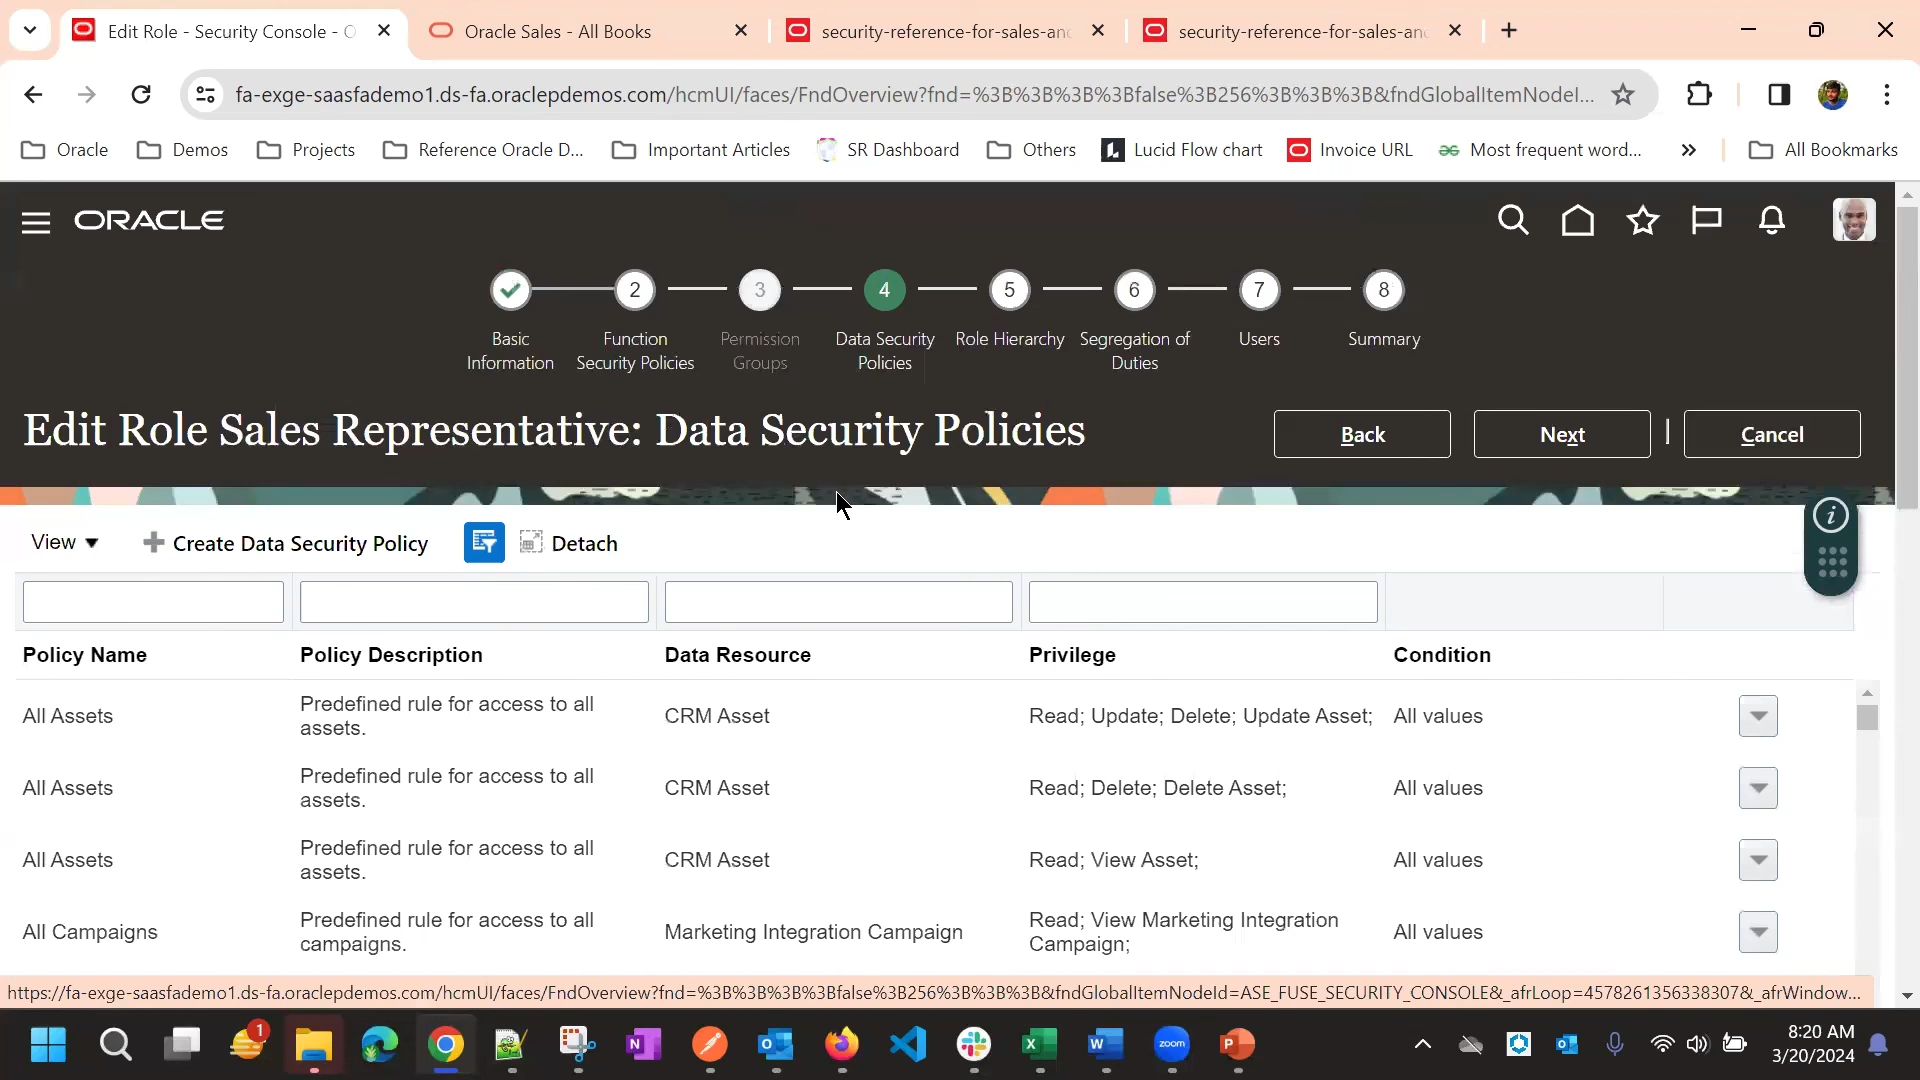 Edit Role - Security Console - O
Oracle Sales - All Books
security-reference-for-sales-and
security-reference-for-sales-and
fa-exge-saasfademo1.ds-fa.oraclepdemos.com/hcmUI/faces/FndOverview?fnd=%3B%3B%3B%3Bfalse%3B256%3B%3B%3B&fndGlobalItemNodeI...
Oracle
Demos
Projects
Reference Oracle D...
Important Articles
SR Dashboard
Others
Lucid Flow chart
Invoice URL
Most frequent word...
All Bookmarks
ORACLE
2
3
4
5
6
7
8
Basic
Information
Function
Security Policies
Permission
Groups
Data Security
Policies
Role Hierarchy
Segregation of
Duties
Users
Summary
Edit Role Sales Representative: Data Security Policies
Back
Next
Cancel
View
Create Data Security Policy
Detach
Policy Name
Policy Description
Data Resource
Privilege
Condition
All Assets
Predefined rule for access to all
assets.
CRM Asset
Read; Update; Delete; Update Asset;
All values
All Assets
Predefined rule for access to all
assets.
CRM Asset
Read; Delete; Delete Asset;
All values
All Assets
Predefined rule for access to all
assets.
CRM Asset
Read; View Asset;
All values
All Campaigns
Predefined rule for access to all
campaigns.
Marketing Integration Campaign
Read; View Marketing Integration
Campaign;
All values
https://fa-exge-saasfademo1.ds-fa.oraclepdemos.com/hcmUI/faces/FndOverview?fnd=%3B%3B%3B%3Bfalse%3B256%3B%3B%3B&fndGlobalItemNodeId=ASE_FUSE_SECURITY_CONSOLE&_afrLoop=4578261356338307&_afrWindow...
1
zoom
8:20 AM
3/20/2024